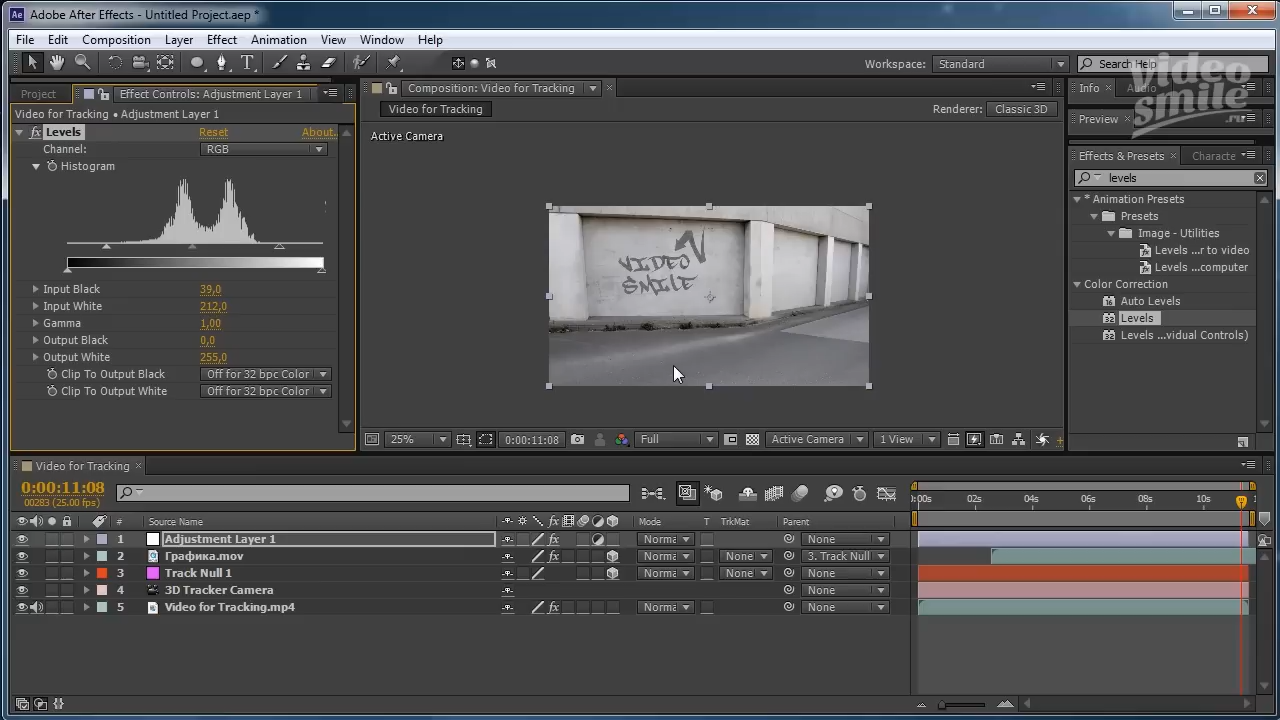 Adobe After Effects - Untitled Project.aep *
File Edit Composition Layer Effect Animation View Window Help
Workspace: Standard Search Help
Project Effect Controls: Adjustment Layer 1
Video for Tracking • Adjustment Layer 1
Levels Reset About...
Channel: RGB
Histogram
Input Black 39,0
Input White 212,0
Gamma 1,00
Output Black 0,0
Output White 255,0
Clip To Output Black Off for 32 bpc Color
Clip To Output White Off for 32 bpc Color
Composition: Video for Tracking
Video for Tracking
Renderer: Classic 3D
Active Camera
VIDEO
SMILE
25% 0:00:11:08 Full Active Camera 1 View
video
smile
.ru
Info Audio
Preview
Effects & Presets Characte
levels
* Animation Presets
Presets
Image - Utilities
Levels ...r to video
Levels ...computer
Color Correction
16 Auto Levels
32 Levels
32 Levels ...vidual Controls)
Video for Tracking
0:00:11:08
00283 (25.00 fps)
:00s 02s 04s 06s 08s 10s
# Source Name Mode T TrkMat Parent
1 Adjustment Layer 1 Norma None
2 Графика.mov Norma None 3. Track Null
3 Track Null 1 Norma None None
4 3D Tracker Camera None
5 Video for Tracking.mp4 Norma None